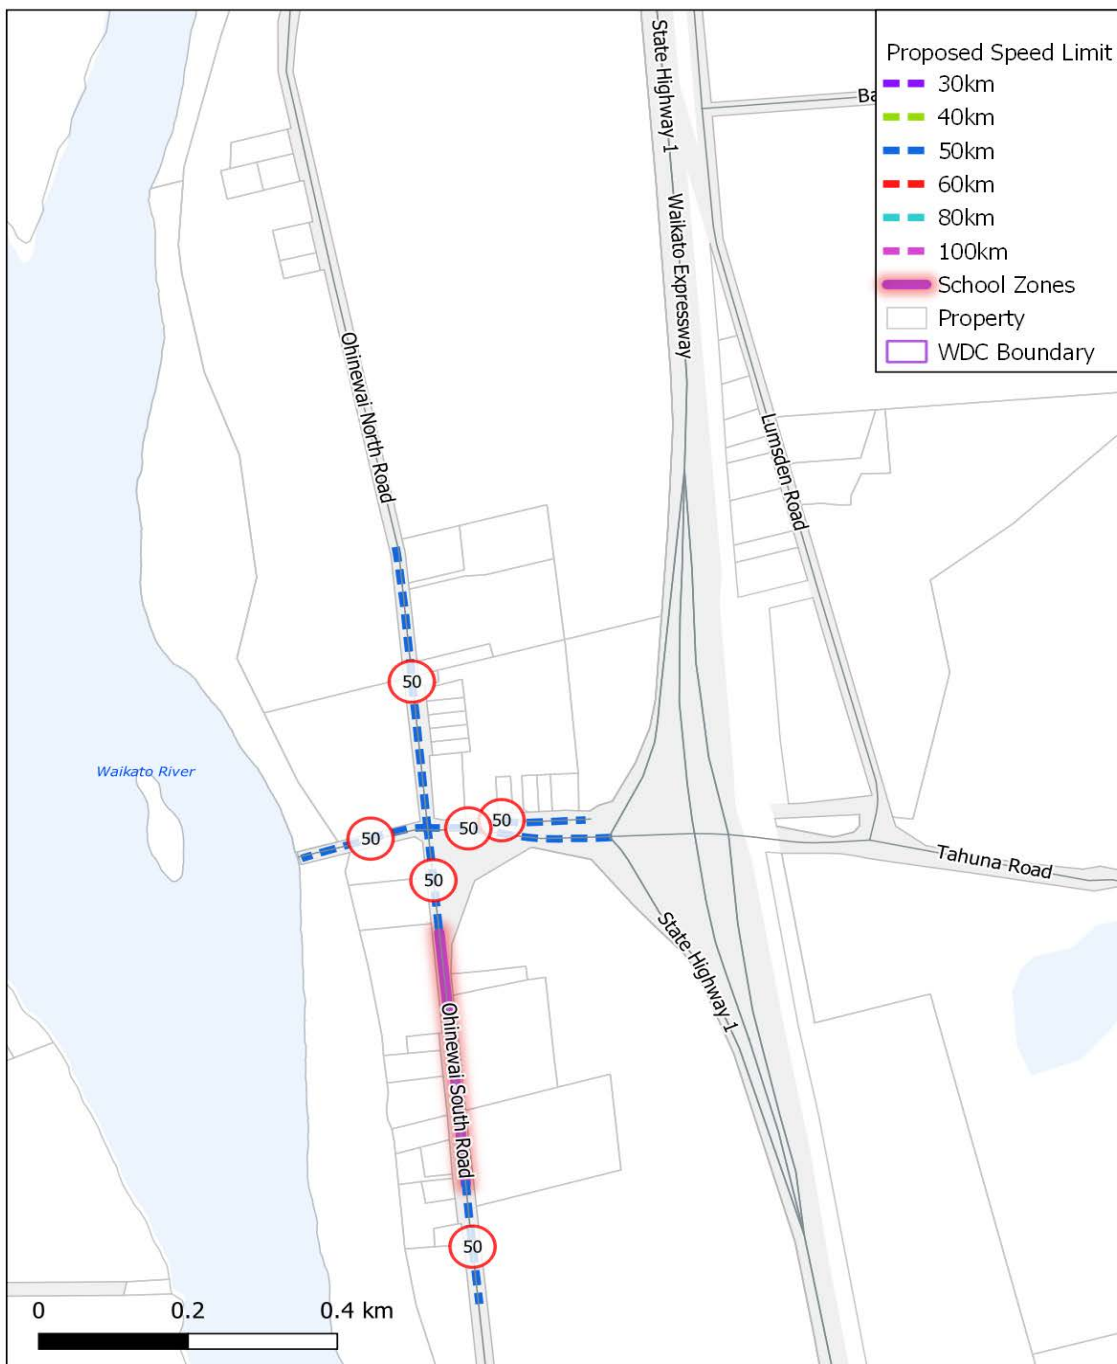 State-Highway-1
Ba
Proposed Speed Limit
30km
40km
50km
60km
80km
100km
School Zones
Property
WDC Boundary
Waikato-Expressway
Ohinewai-North-Road
Lumsden-Road
50
Waikato River
50
50
50
50
Tahuna Road
State-Highway-1
Ohinewai South Road
50
0 0.2 0.4 km